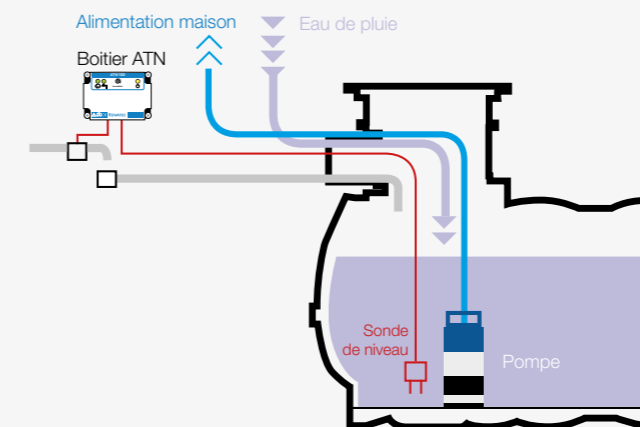 Alimentation maison
Eau de pluie
Boitier ATN
Sonde
de niveau
Pompe